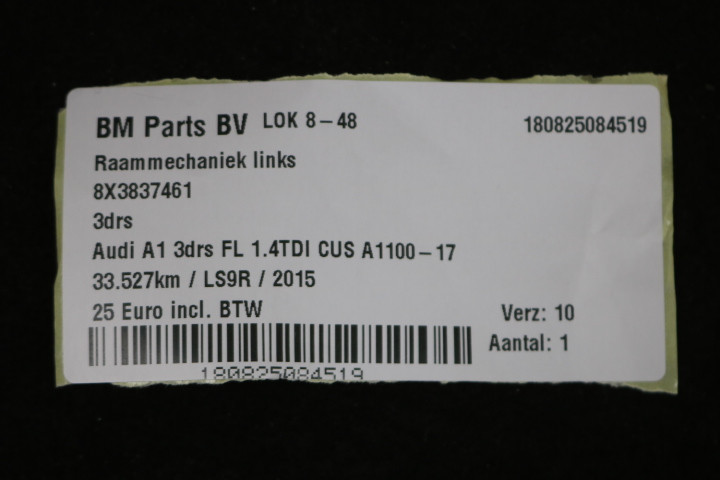 BM Parts BV LOK 8-48 180825084519
Raammechaniek links
8X3837461
3drs
Audi A1 3drs FL 1.4TDI CUS A1100-17
33.527km / LS9R / 2015
25 Euro incl. BTW Verz: 10
Aantal: 1
180825084519